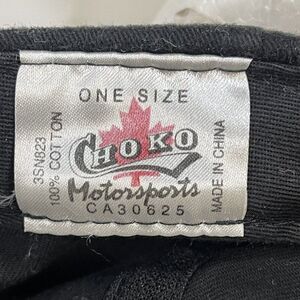 ONE SIZE
3SN823
100% COTTON
CHOKO
Motorsports
CA30625
MADE IN CHINA